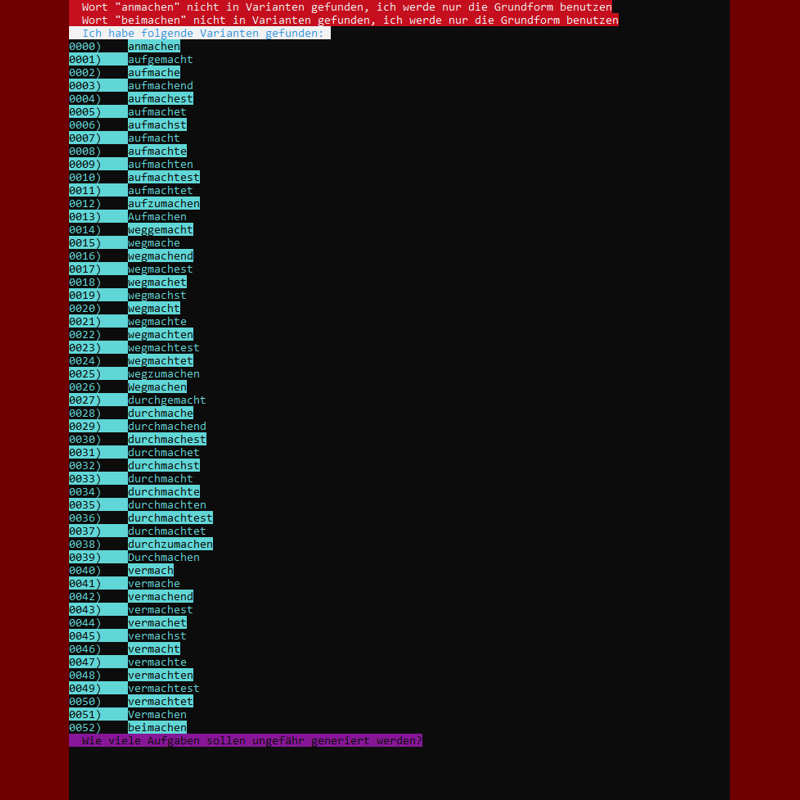 Wort "anmachen" nicht in Varianten gefunden, ich werde nur die Grundform benutzen
Wort "beimachen" nicht in Varianten gefunden, ich werde nur die Grundform benutzen
Ich habe folgende Varianten gefunden:
0000) anmachen
0001) aufgemacht
0002) aufmache
0003) aufmachend
0004) aufmachest
0005) aufmachet
0006) aufmachst
0007) aufmacht
0008) aufmachte
0009) aufmachten
0010) aufmachtest
0011) aufmachtet
0012) aufzumachen
0013) Aufmachen
0014) weggemacht
0015) wegmache
0016) wegmachend
0017) wegmachest
0018) wegmachet
0019) wegmachst
0020) wegmacht
0021) wegmachte
0022) wegmachten
0023) wegmachtest
0024) wegmachtet
0025) wegzumachen
0026) Wegmachen
0027) durchgemacht
0028) durchmache
0029) durchmachend
0030) durchmachest
0031) durchmachet
0032) durchmachst
0033) durchmacht
0034) durchmachte
0035) durchmachten
0036) durchmachtest
0037) durchmachtet
0038) durchzumachen
0039) Durchmachen
0040) vermach
0041) vermache
0042) vermachend
0043) vermachest
0044) vermachet
0045) vermachst
0046) vermacht
0047) vermachte
0048) vermachten
0049) vermachtest
0050) vermachtet
0051) Vermachen
0052) beimachen
Wie viele Aufgaben sollen ungefähr generiert werden?